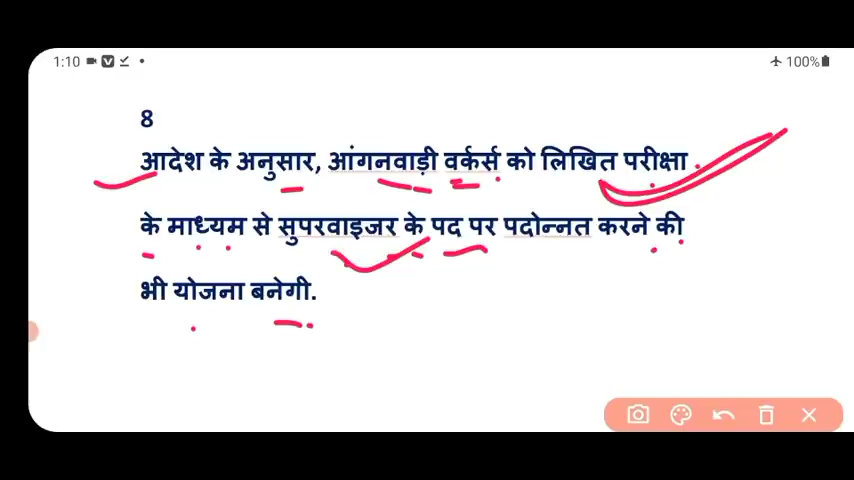 1:10
100%
8
आदेश के अनुसार, आंगनवाड़ी वर्कर्स को लिखित परीक्षा
के माध्यम से सुपरवाइजर के पद पर पदोन्नत करने की
भी योजना बनेगी.